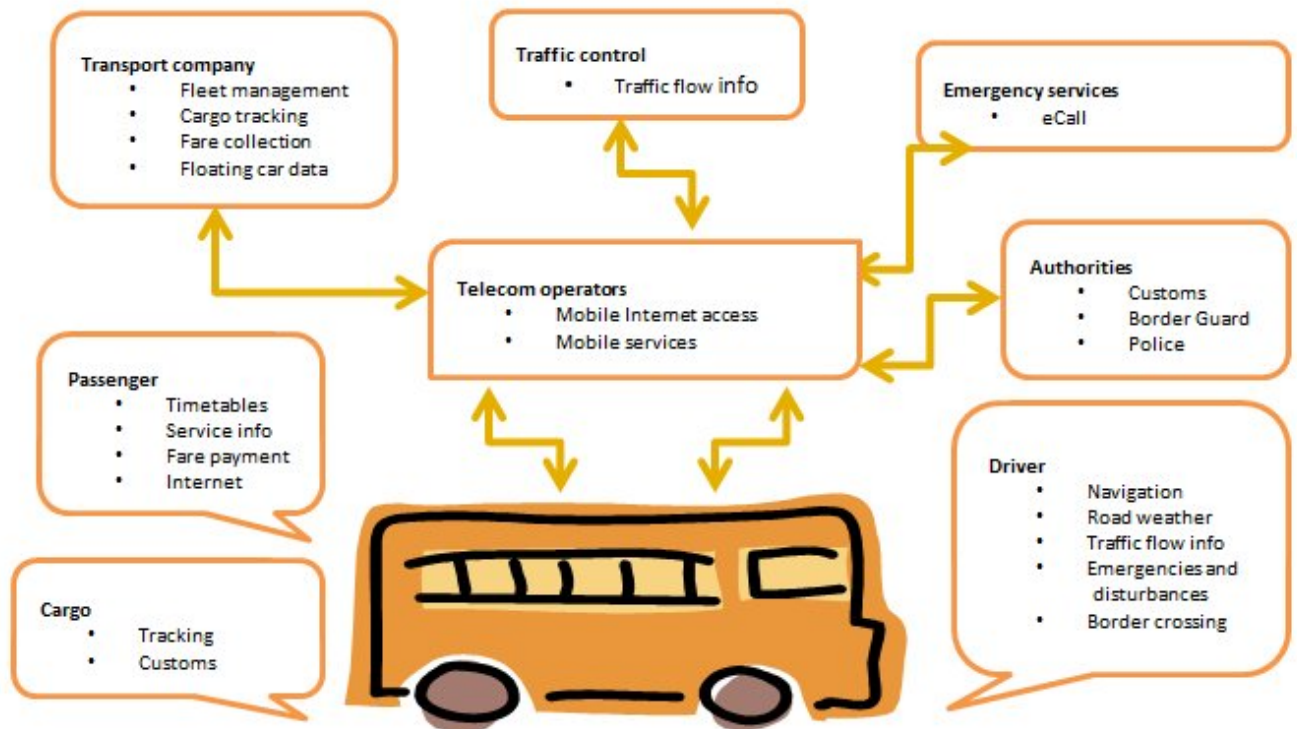 Transport company
• Fleet management
• Cargo tracking
• Fare collection
• Floating car data
Traffic control
• Traffic flow info
Emergency services
• eCall
Telecom operators
• Mobile Internet access
• Mobile services
Authorities
• Customs
• Border Guard
• Police
Passenger
• Timetables
• Service info
• Fare payment
• Internet
Driver
• Navigation
• Road weather
• Traffic flow info
• Emergencies and
disturbances
• Border crossing
Cargo
• Tracking
• Customs